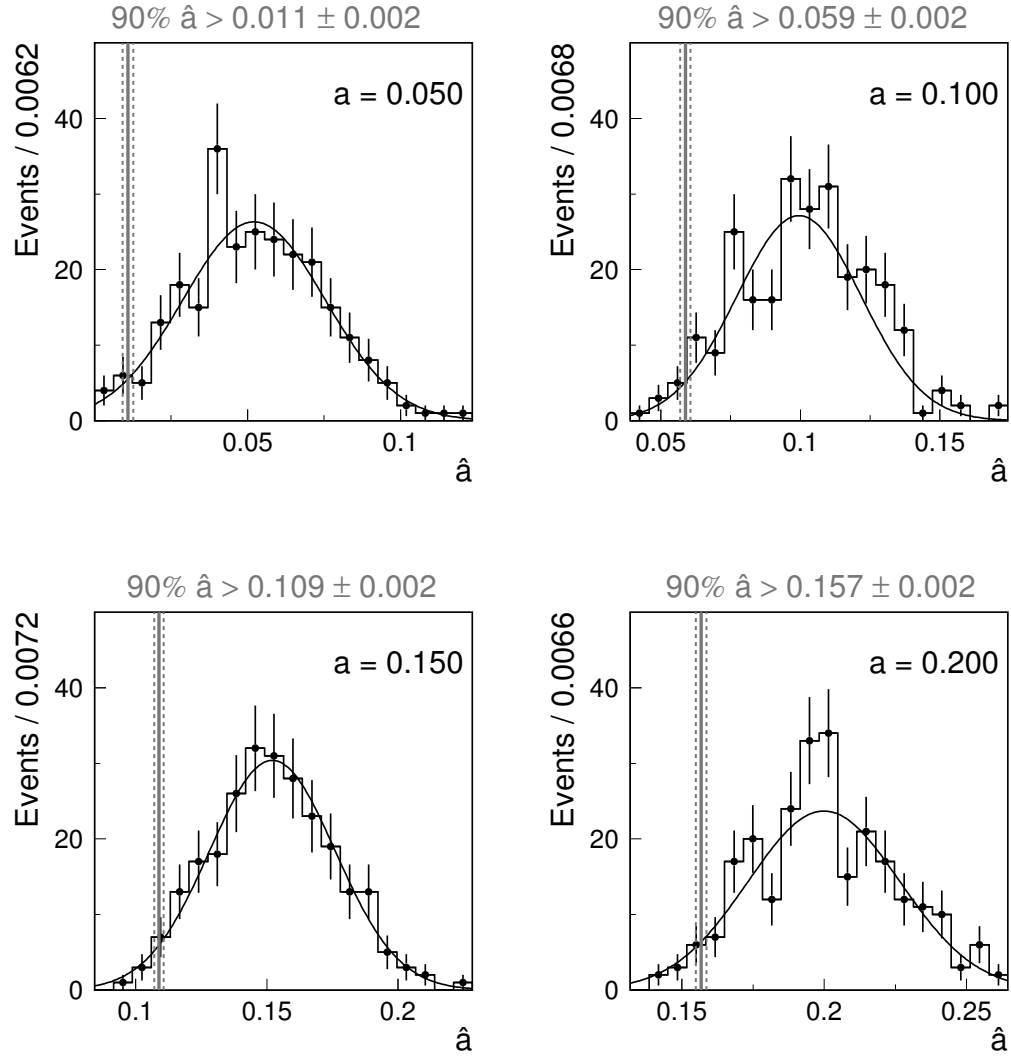 90% â > 0.011 ± 0.002
Events / 0.0062
a = 0.050
40
20
0
0.05
0.1
â
90% â > 0.059 ± 0.002
Events / 0.0068
a = 0.100
40
20
0
0.05
0.1
0.15
â
90% â > 0.109 ± 0.002
Events / 0.0072
a = 0.150
40
20
0
0.1
0.15
0.2
â
90% â > 0.157 ± 0.002
Events / 0.0066
a = 0.200
40
20
0
0.15
0.2
0.25
â